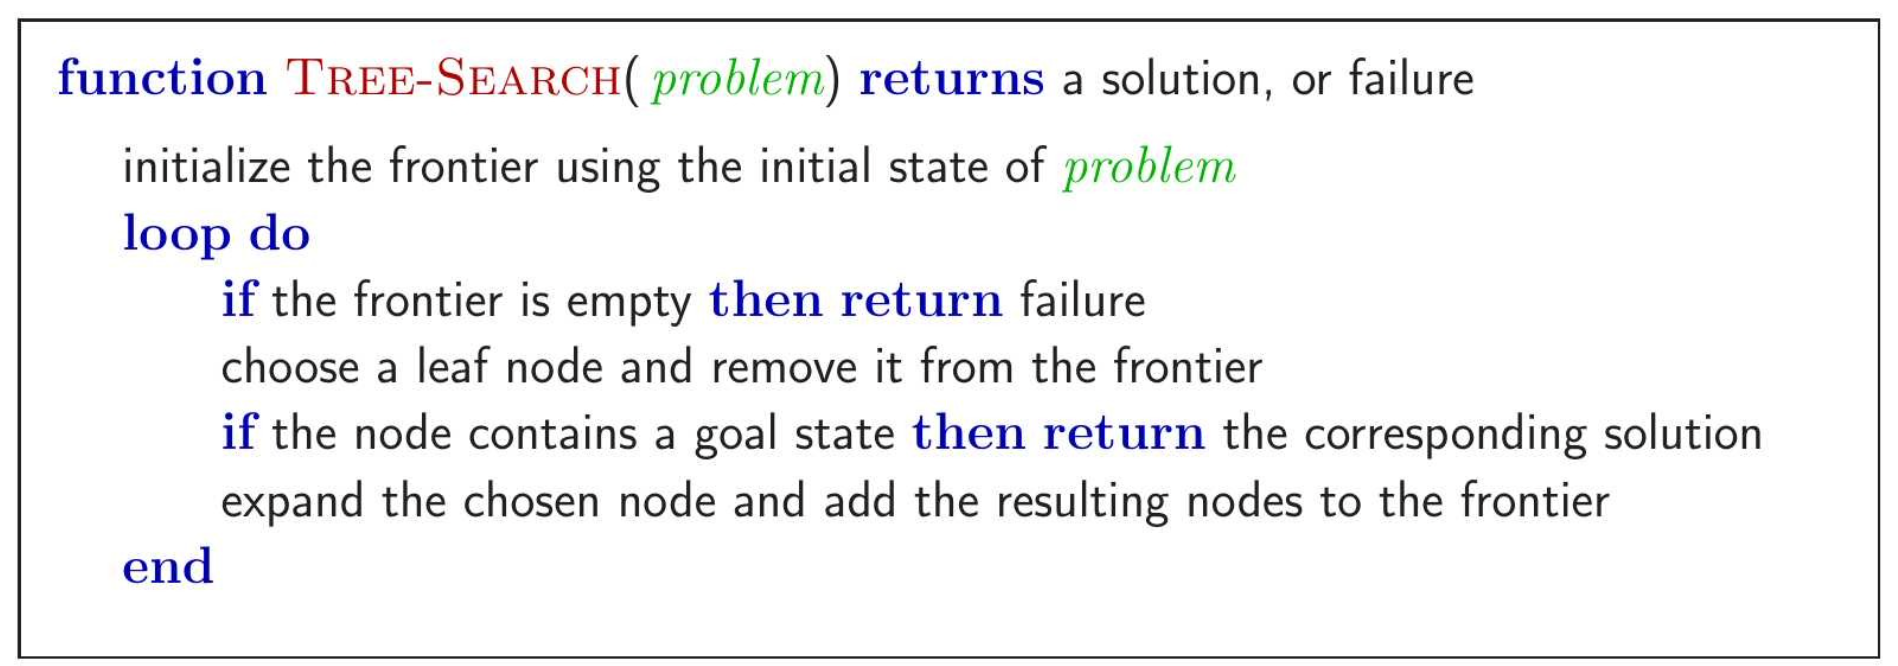 function TREE-SEARCH( problem) returns a solution, or failure
initialize the frontier using the initial state of problem
loop do
if the frontier is empty then return failure
choose a leaf node and remove it from the frontier
if the node contains a goal state then return the corresponding solution
expand the chosen node and add the resulting nodes to the frontier
end